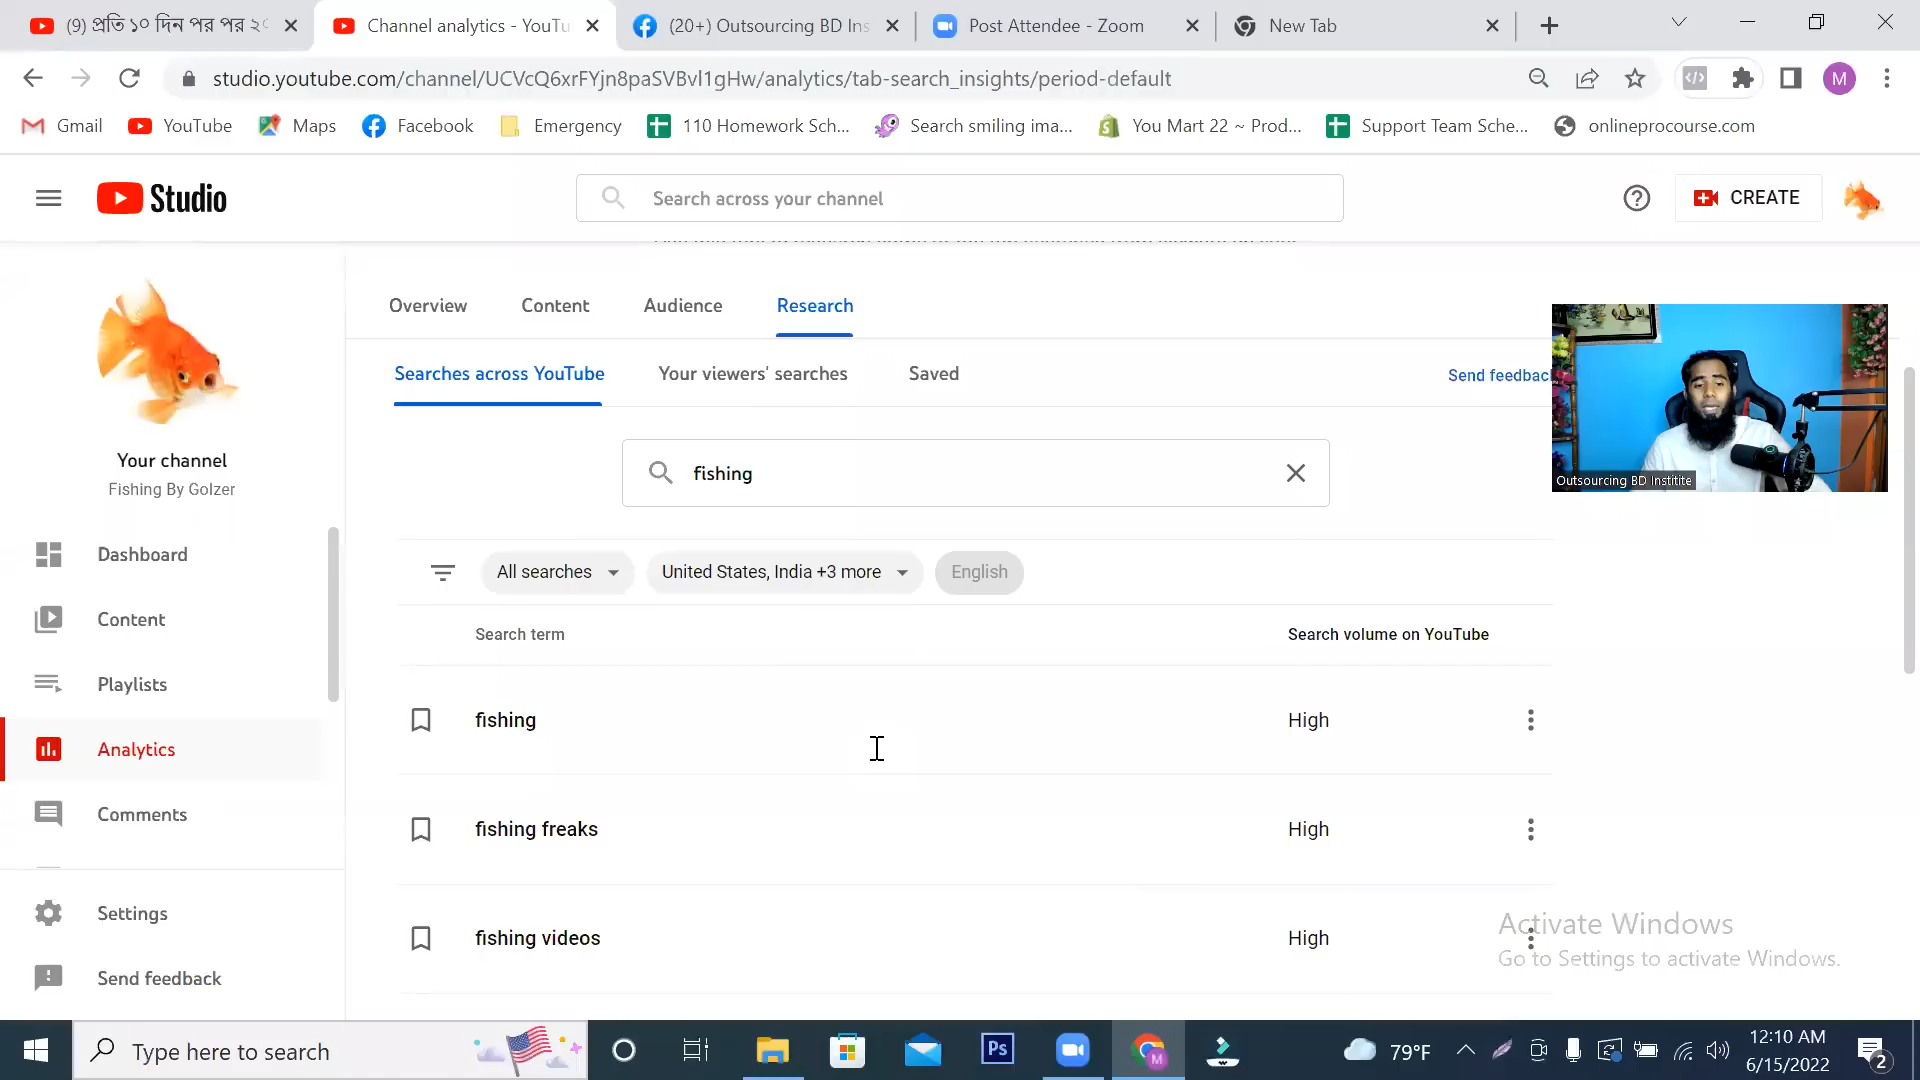 (9) প্রতি ১০ দিন পর পর ২৫
Channel analytics - YouTu
(20+) Outsourcing BD Ins
Post Attendee - Zoom
New Tab
studio.youtube.com/channel/UCVcQ6xrFYjn8paSVBvl1gHw/analytics/tab-search_insights/period-default
M
Gmail
YouTube
Maps
Facebook
Emergency
110 Homework Sch...
Search smiling ima...
You Mart 22 ~ Prod...
Support Team Sche...
onlineprocourse.com
Studio
Search across your channel
CREATE
Your channel
Fishing By Golzer
Dashboard
Content
Playlists
Analytics
Comments
Settings
Send feedback
Overview
Content
Audience
Research
Searches across YouTube
Your viewers' searches
Saved
Send feedback
fishing
All searches
United States, India +3 more
English
Search term
Search volume on YouTube
fishing
High
fishing freaks
High
fishing videos
High
Outsourcing BD Institite
Activate Windows
Go to Settings to activate Windows.
Type here to search
Ps
M
79°F
12:10 AM
6/15/2022
2